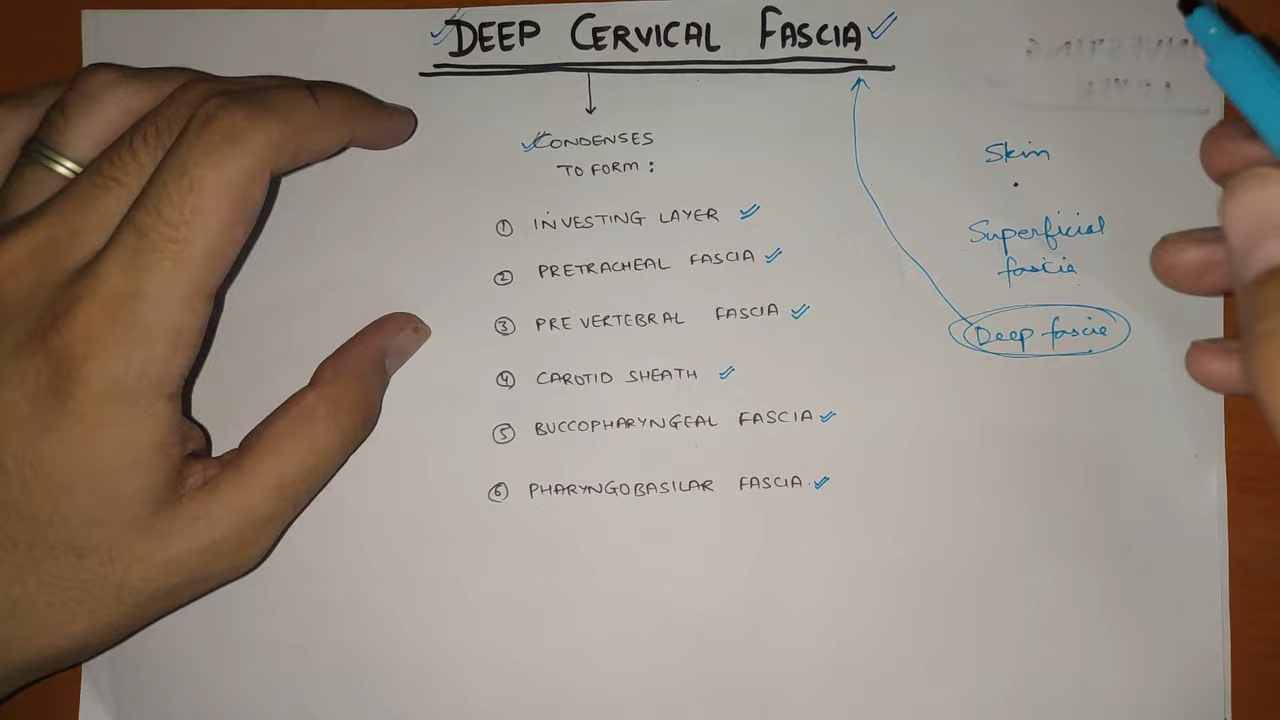 DEEP CERVICAL FASCIA
CONDENSES
TO FORM :
① INVESTING LAYER
② PRETRACHEAL FASCIA
③ PREVERTEBRAL FASCIA
④ CAROTID SHEATH
⑤ BUCCOPHARYNGEAL FASCIA
⑥ PHARYNGOBASILAR FASCIA.
Skin
Superficial
fascia
Deep fascia